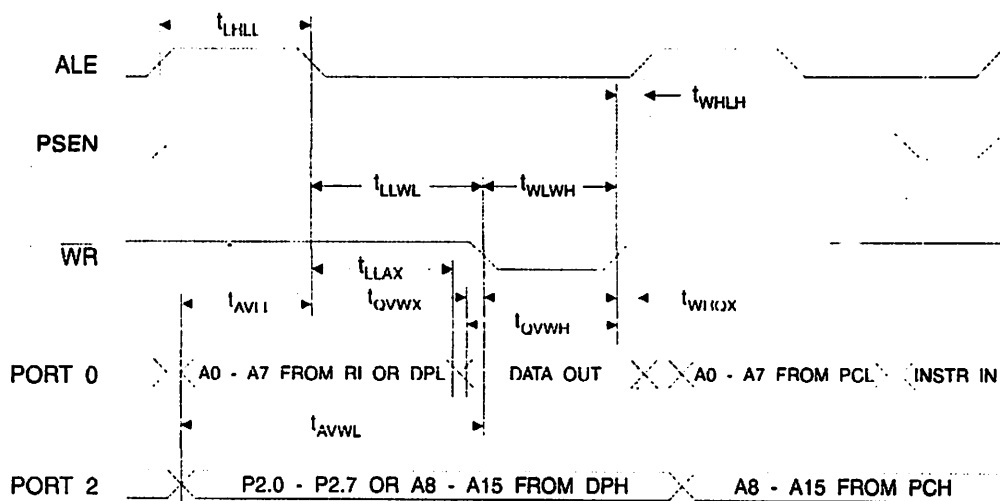 tLHLL
ALE
tWHLH
PSEN
tLLWL
tWLWH
WR
tLLAX
tAVLL
tQVWX
tWHQX
tQVWH
PORT 0
A0 - A7 FROM RI OR DPL
DATA OUT
A0 - A7 FROM PCL
INSTR IN
tAVWL
PORT 2
P2.0 - P2.7 OR A8 - A15 FROM DPH
A8 - A15 FROM PCH